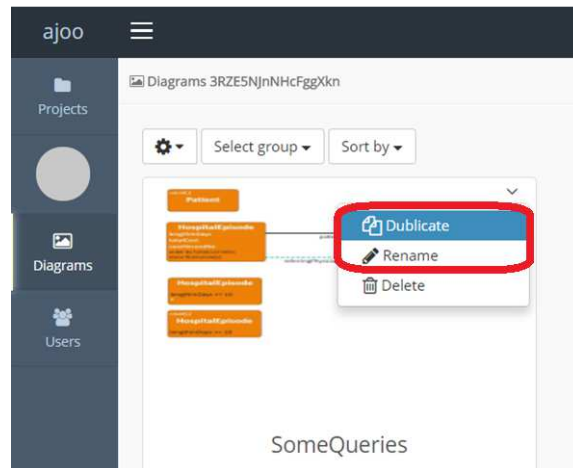 ajoo
Projects
Diagrams 3RZE5NJnNHcFggXkn
Select group
Sort by
Patient
HospitalEpisode
Dublicate
Rename
Delete
HospitalEpisode
HospitalEpisode
Diagrams
Users
SomeQueries